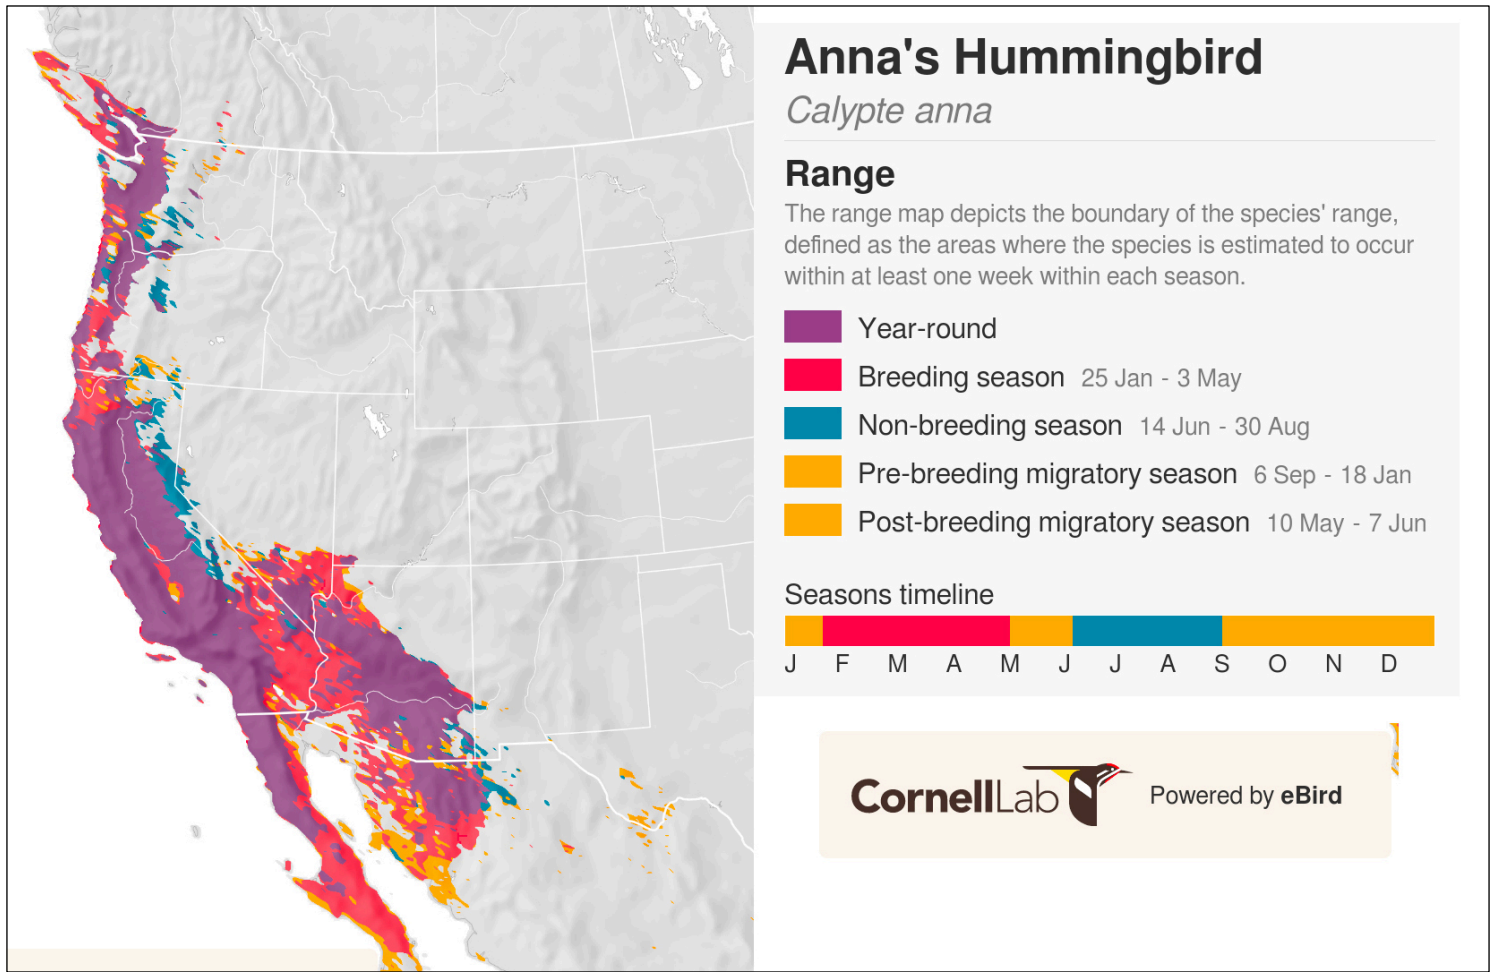 Anna's Hummingbird
Calypte anna
Range
The range map depicts the boundary of the species' range,
defined as the areas where the species is estimated to occur
within at least one week within each season.
Year-round
Breeding season 25 Jan - 3 May
Non-breeding season 14 Jun - 30 Aug
Pre-breeding migratory season 6 Sep - 18 Jan
Post-breeding migratory season 10 May - 7 Jun
Seasons timeline
J F M A M J J A S O N D
CornellLab Powered by eBird